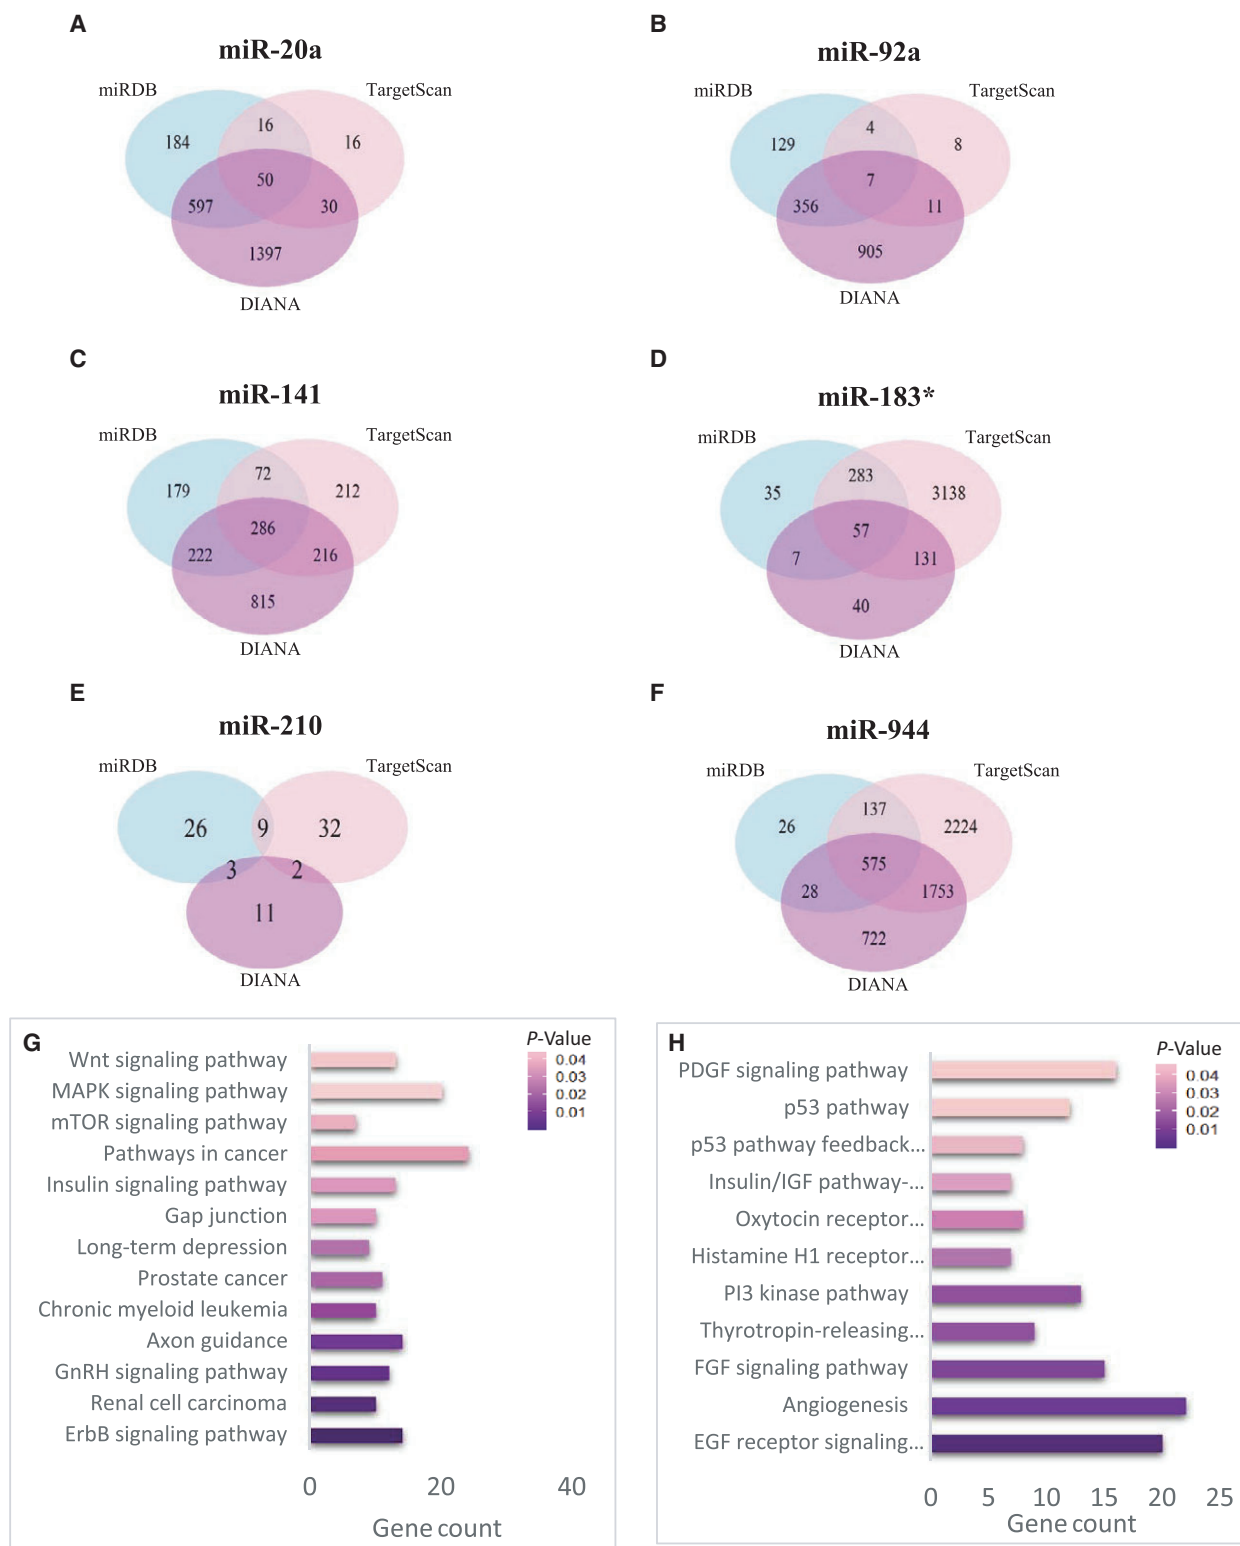 A
miR-20a
miRDB
TargetScan
16
184
16
50
597
30
1397
DIANA
B
miR-92a
miRDB
TargetScan
4
129
8
7
356
11
905
DIANA
C
miR-141
miRDB
TargetScan
72
179
212
286
222
216
815
DIANA
D
miR-183*
miRDB
TargetScan
283
35
3138
57
7
131
40
DIANA
E
miR-210
miRDB
TargetScan
26
9
32
3
2
11
DIANA
F
miR-944
miRDB
TargetScan
137
26
2224
575
28
1753
722
DIANA
G
P-Value
0.04
0.03
0.02
0.01
Wnt signaling pathway
MAPK signaling pathway
mTOR signaling pathway
Pathways in cancer
Insulin signaling pathway
Gap junction
Long-term depression
Prostate cancer
Chronic myeloid leukemia
Axon guidance
GnRH signaling pathway
Renal cell carcinoma
ErbB signaling pathway
0 20 40
Gene count
H
P-Value
0.04
0.03
0.02
0.01
PDGF signaling pathway
p53 pathway
p53 pathway feedback...
Insulin/IGF pathway-...
Oxytocin receptor...
Histamine H1 receptor...
PI3 kinase pathway
Thyrotropin-releasing...
FGF signaling pathway
Angiogenesis
EGF receptor signaling...
0 5 10 15 20 25
Gene count